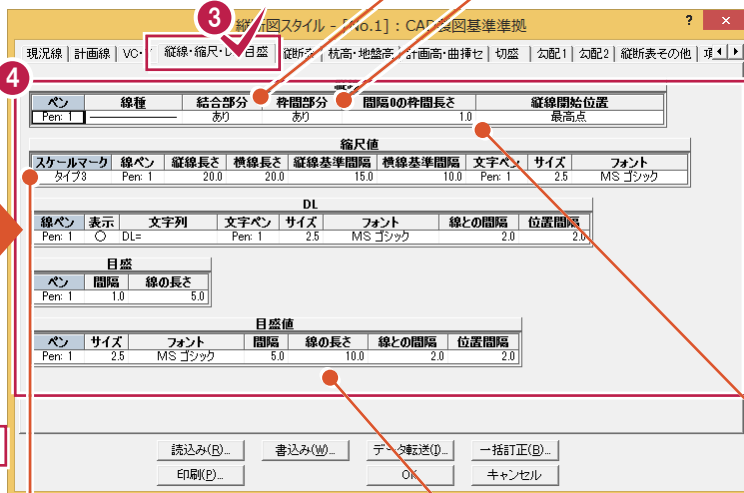 縦断図スタイル - [No.1] : CAD製図基準準拠 ? ×
3
現況線 計画線 VC· 縦線・縮尺・DL・目盛 杭高・地盤高 計画高・曲挿セ 切盛 勾配1 勾配2 縦断表その他
4
ペン 線種 結合部分 枠間部分 間隔0の枠間長さ 縦線開始位置
Pen: 1 あり あり 1.0 最高点
縮尺値
スケールマーク 線ペン 縦線長さ 横線長さ 縦線基準間隔 横線基準間隔 文字ペン サイズ フォント
タイプ3 Pen: 1 20.0 20.0 15.0 10.0 Pen: 1 2.5 MS ゴシック
DL
線ペン 表示 文字列 文字ペン サイズ フォント 線との間隔 位置間隔
Pen: 1 ○ DL= Pen: 1 2.5 MS ゴシック 2.0 2.0
目盛
ペン 間隔 線の長さ
Pen: 1 1.0 5.0
目盛値
ペン サイズ フォント 間隔 線の長さ 線との間隔 位置間隔
Pen: 1 2.5 MS ゴシック 5.0 10.0 2.0 2.0
読込み(R)... 書込み(W)... データ転送(I)... 一括訂正(B)...
印刷(P)... OK キャンセル